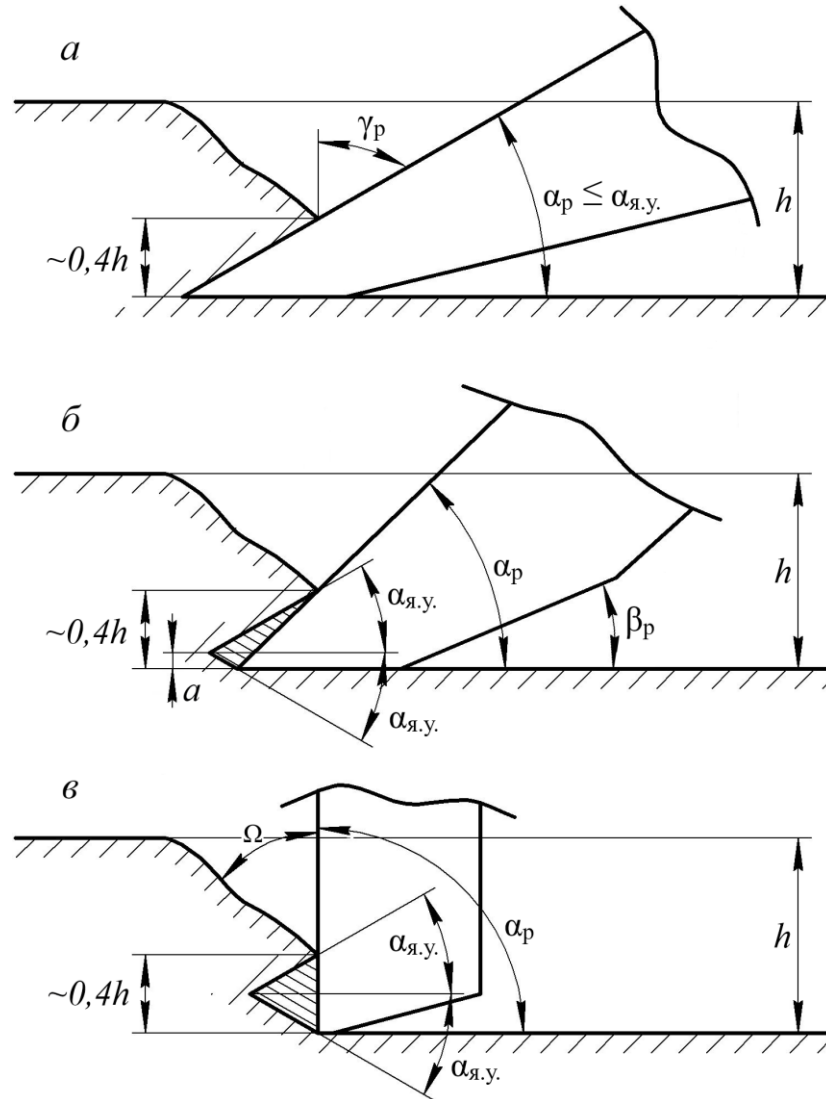 а
γр
αр ≤ αя.у.
h
~0,4h
б
αр
αя.у.
h
~0,4h
βр
a
αя.у.
в
Ω
αр
αя.у.
h
~0,4h
αя.у.